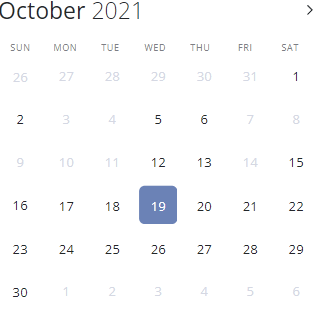 October 2021
SUN MON TUE WED THU FRI SAT
26 27 28 29 30 31 1
2 3 4 5 6 7 8
9 10 11 12 13 14 15
16 17 18 19 20 21 22
23 24 25 26 27 28 29
30 1 2 3 4 5 6